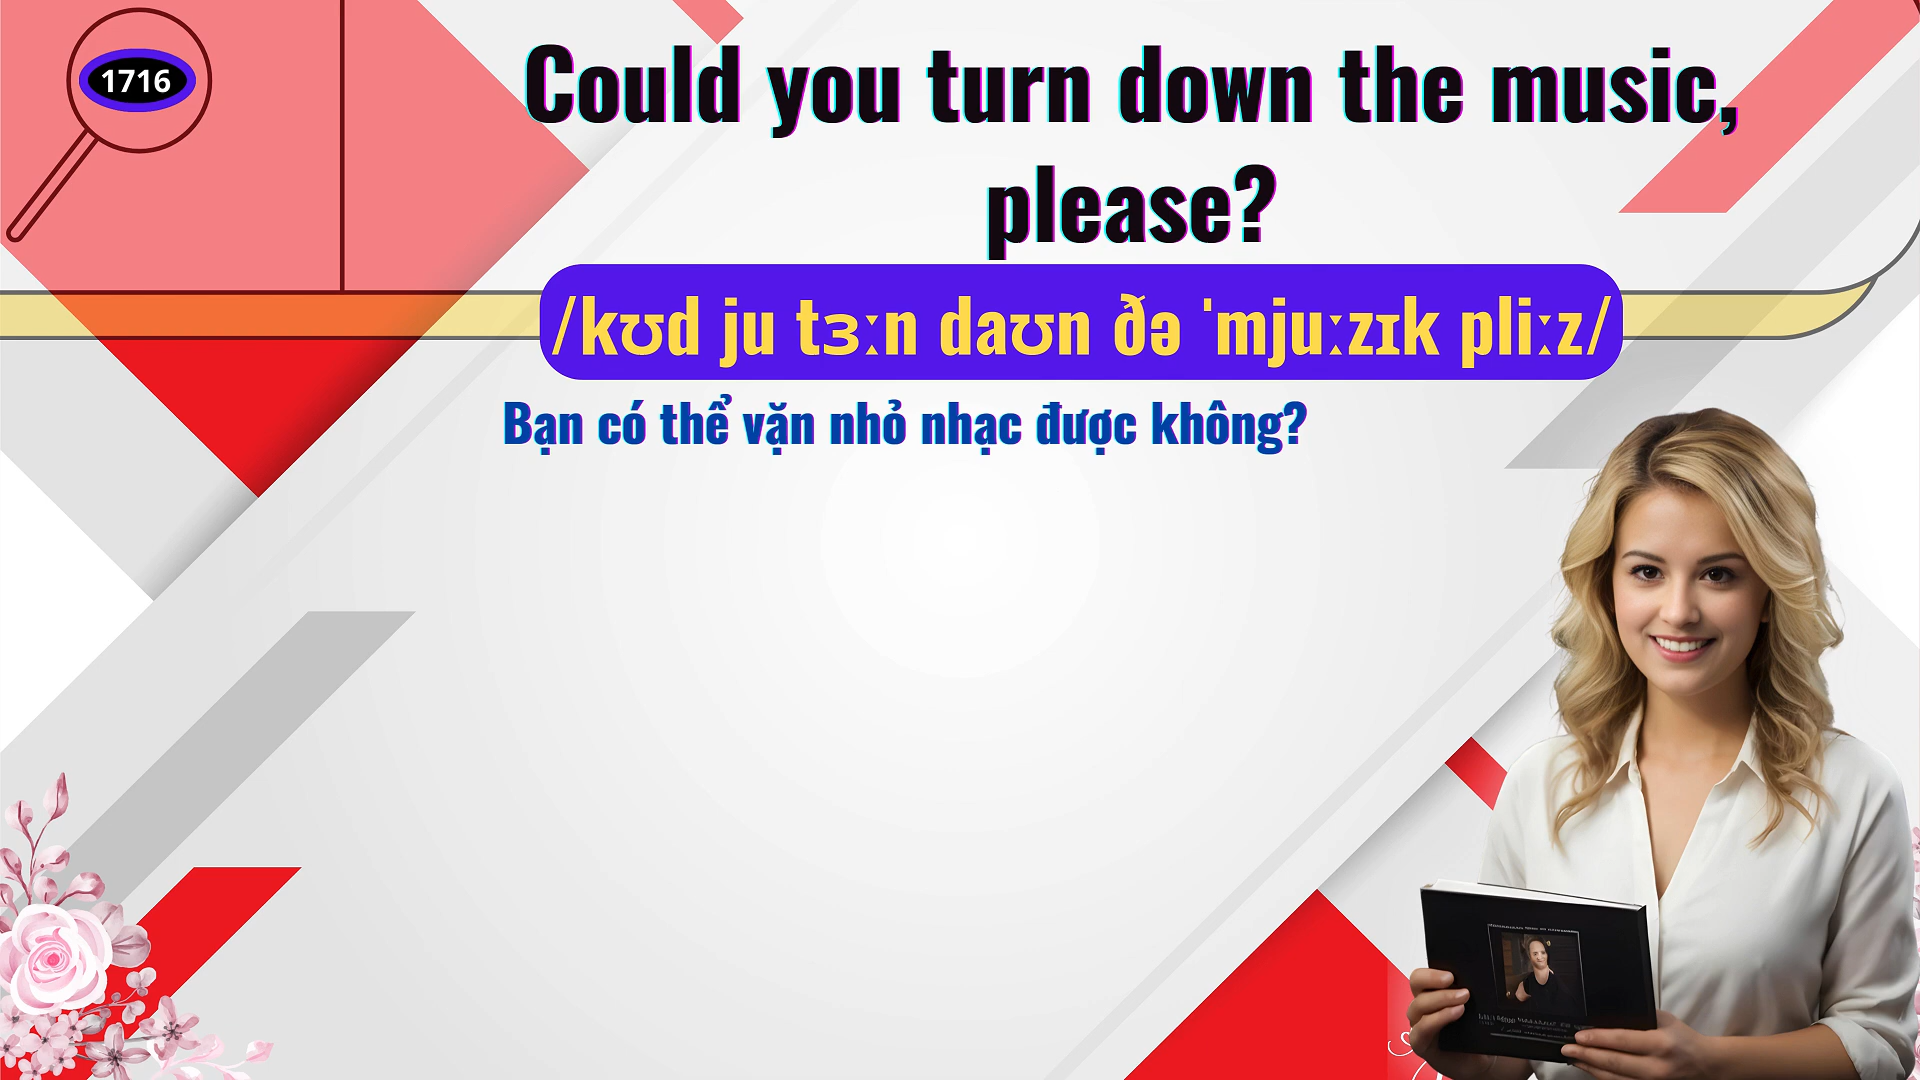 1716
Could you turn down the music,
please?
/kʊd ju tɜːn daʊn ðə ˈmjuːzɪk pliːz/
Bạn có thể vặn nhỏ nhạc được không?